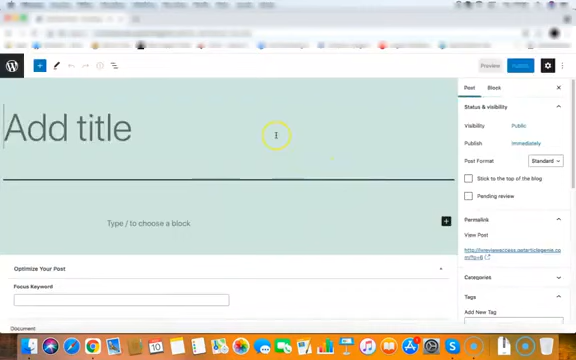 Preview
Post
Block
Status & visibility
Visibility
Public
Publish
Immediately
Post Format
Standard
Stick to the top of the blog
Pending review
Permalink
View Post
Categories
Tags
Add New Tag
Add title
Type / to choose a block
Optimize Your Post
Focus Keyword
Document